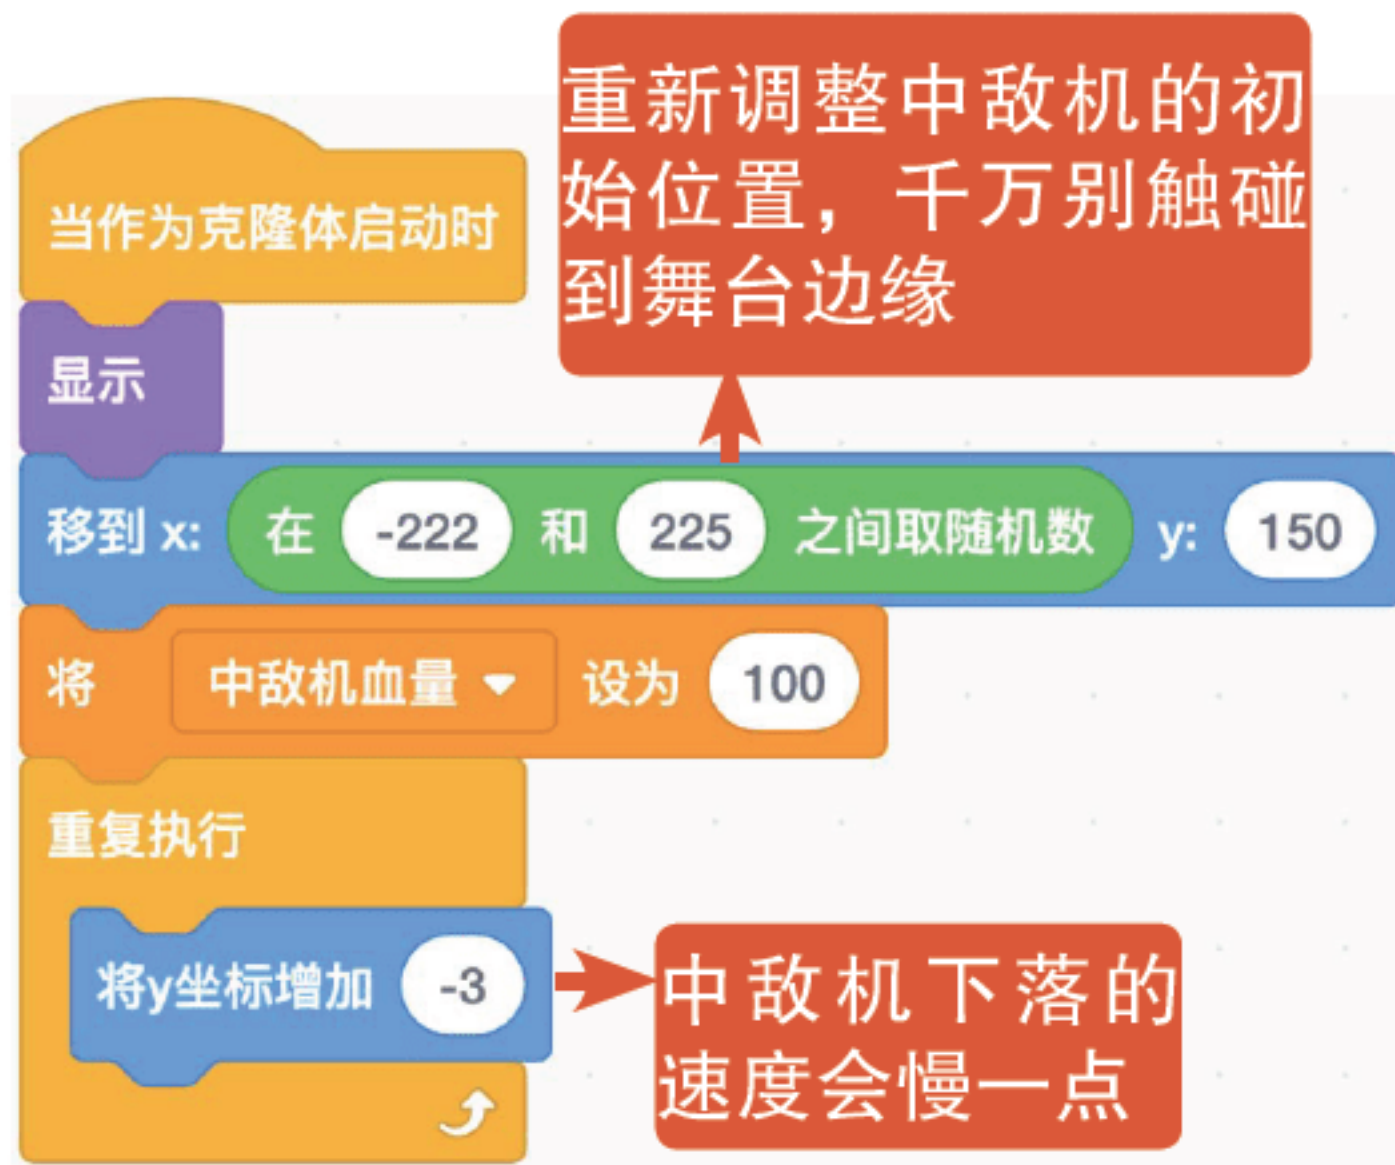 重新调整中敌机的初
始位置，千万别触碰
到舞台边缘
当作为克隆体启动时
显示
移到 x: 在 -222 和 225 之间取随机数 y: 150
将 中敌机血量 设为 100
重复执行
将y坐标增加 -3
中敌机下落的
速度会慢一点